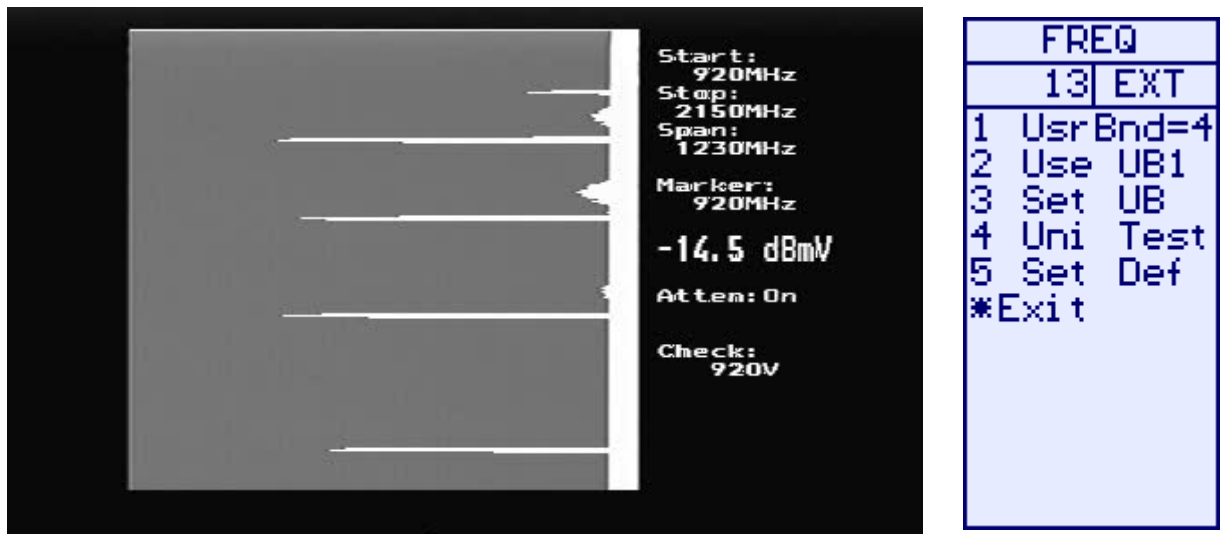 Start:
920MHz
Stop:
2150MHz
Span:
1230MHz
Marker:
920MHz
-14.5 dBmV
Atten:On
Check:
920V
FREQ
13 EXT
1 UsrBnd=4
2 Use UB1
3 Set UB
4 Uni Test
5 Set Def
*Exit